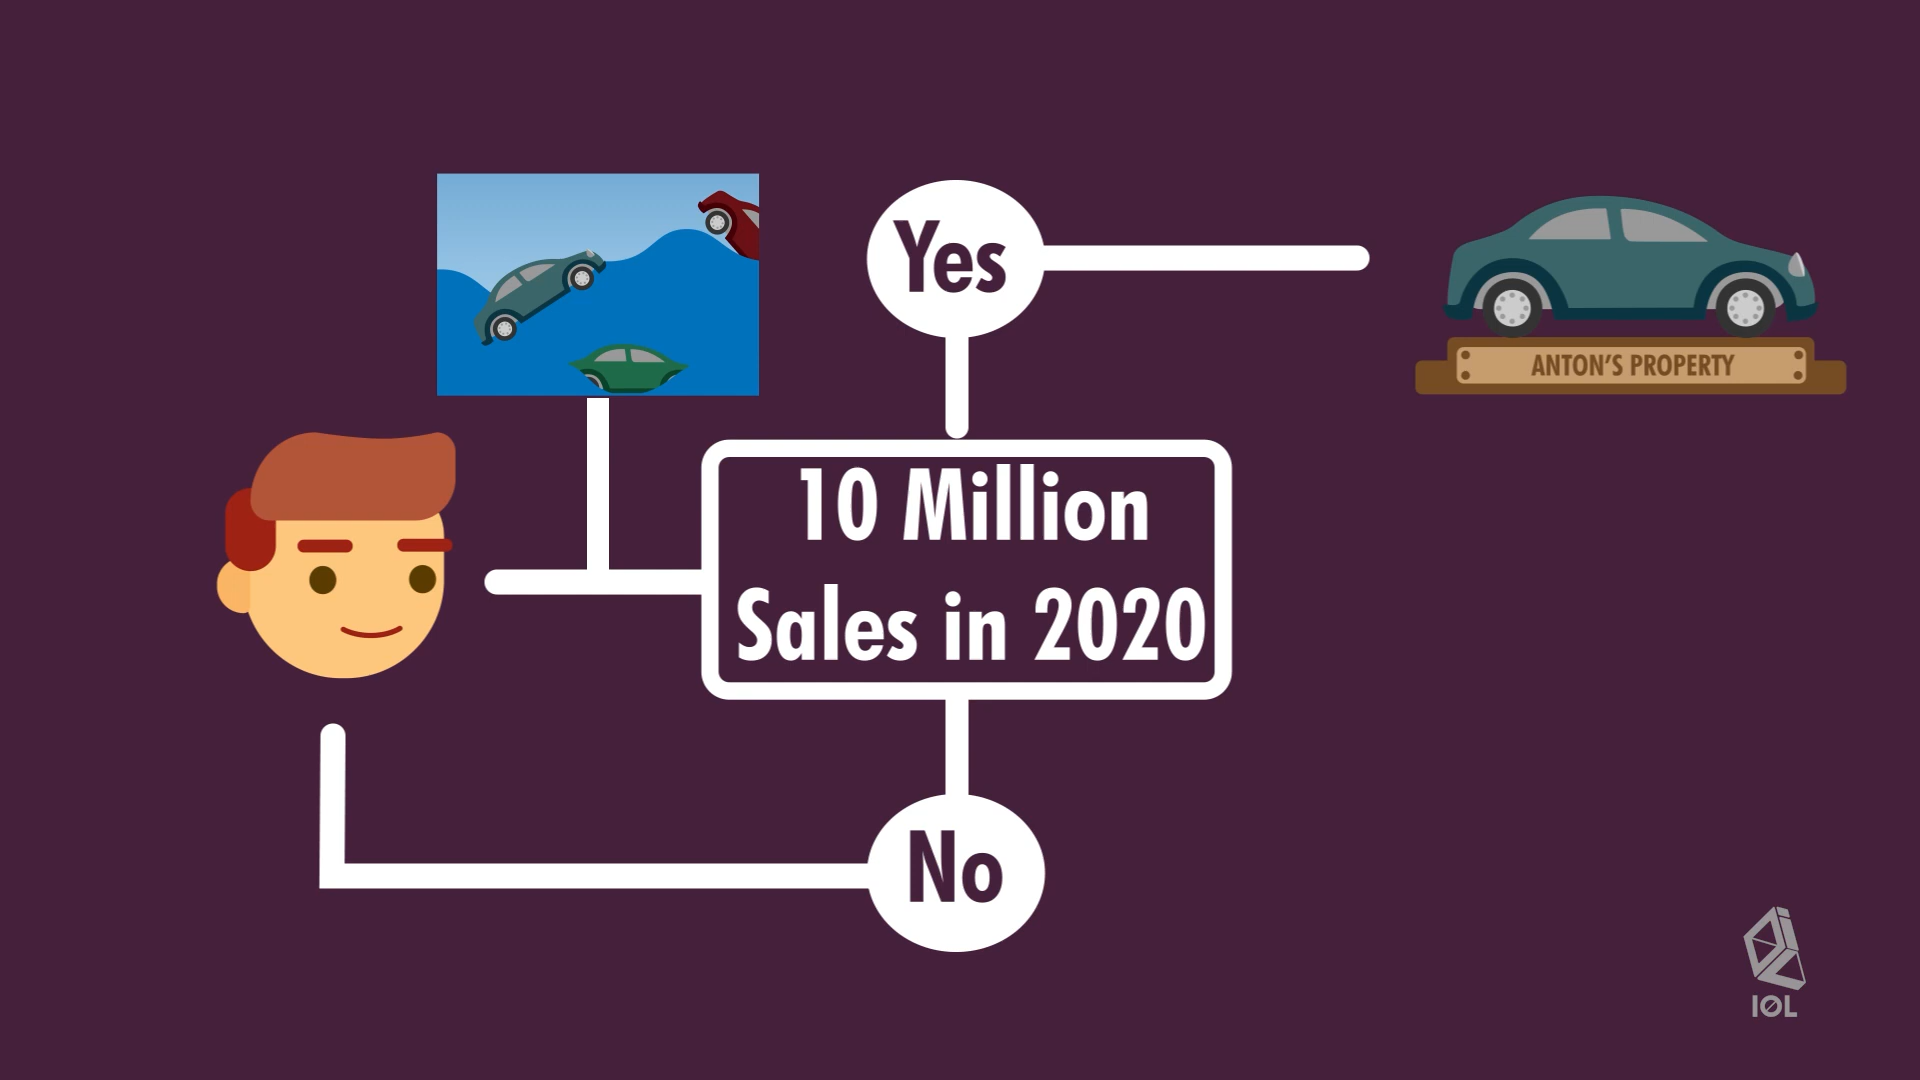 Yes
ANTON'S PROPERTY
10 Million
Sales in 2020
No
IOL